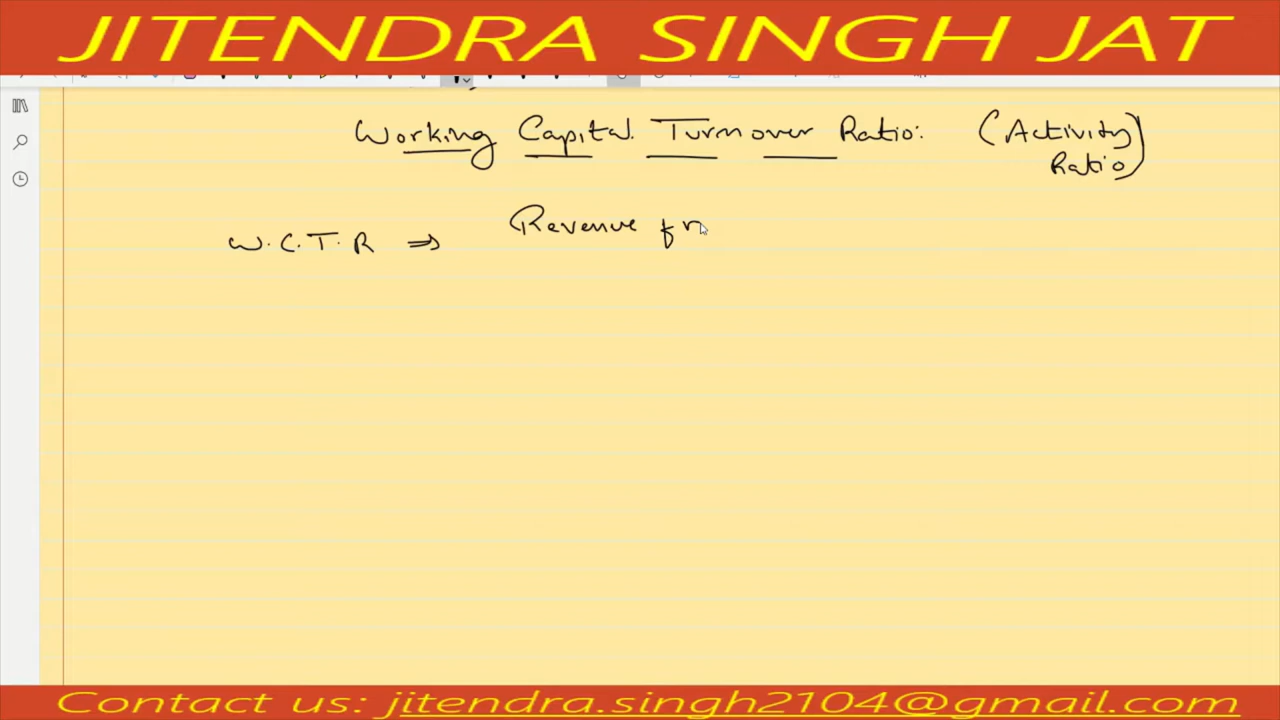 JITENDRA SINGH JAT
Working Capital Turnover Ratio: (Activity
Ratio)
W.C.T.R ⇒ Revenue fr
Contact us: jitendra.singh2104@gmail.com